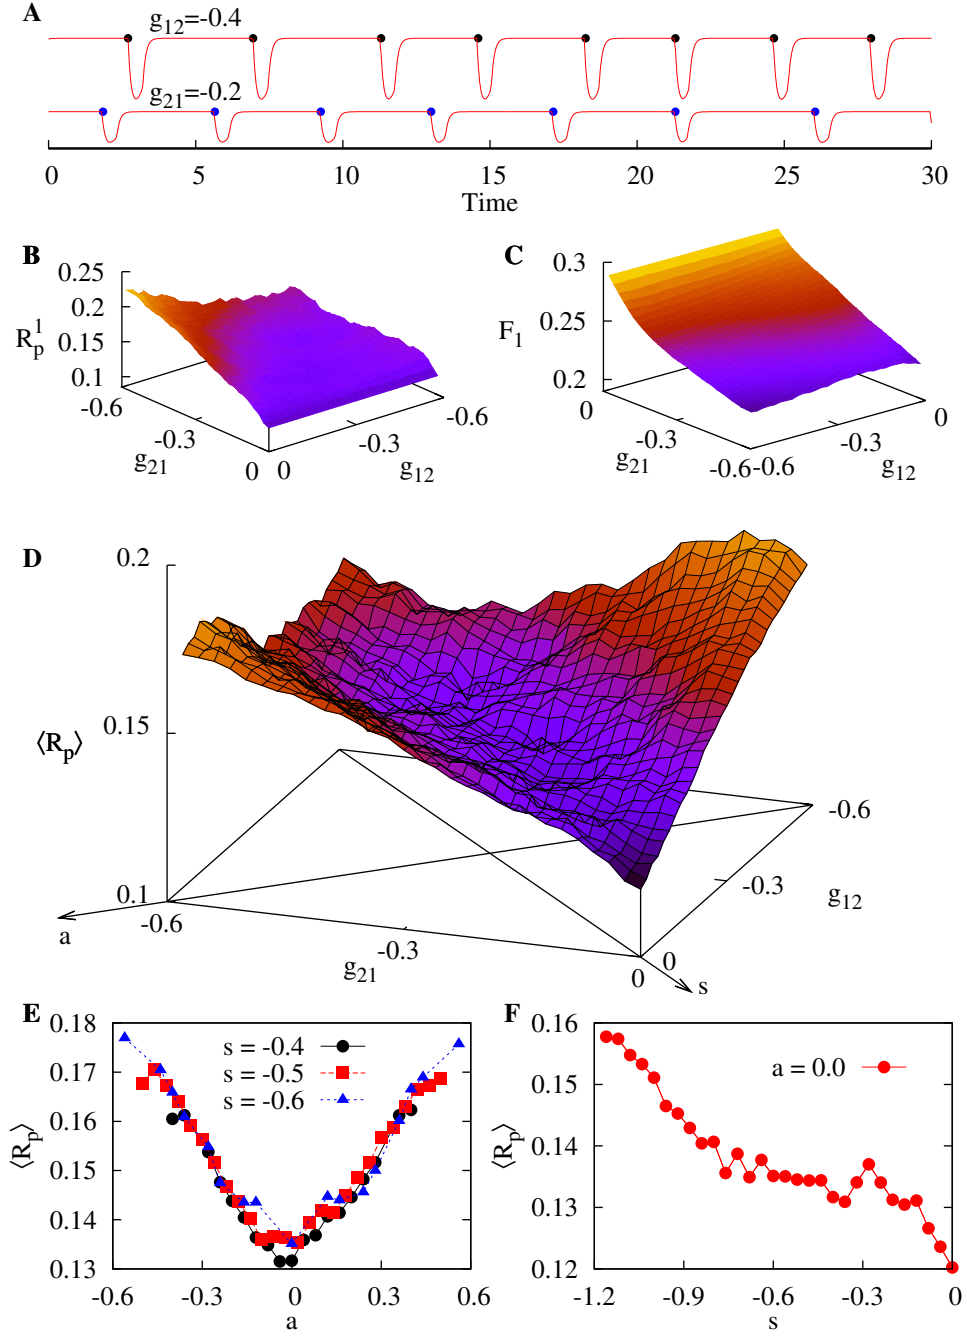 A
g12=-0.4
g21=-0.2
0 5 10 15 20 25 30
Time
B
0.25
0.2
0.15
0.1
R_p^1
-0.6
-0.3
0
g21
0
-0.3
-0.6
g12
C
0.3
0.25
0.2
F1
0
-0.3
-0.6
g21
-0.6
-0.3
0
g12
D
0.2
0.15
0.1
⟨Rp⟩
a
-0.6
-0.3
0
g21
s
0
-0.3
-0.6
g12
E
0.18
0.17
0.16
0.15
0.14
0.13
⟨Rp⟩
s = -0.4
s = -0.5
s = -0.6
-0.6 -0.3 0 0.3 0.6
a
F
0.16
0.15
0.14
0.13
0.12
⟨Rp⟩
a = 0.0
-1.2 -0.9 -0.6 -0.3 0
s